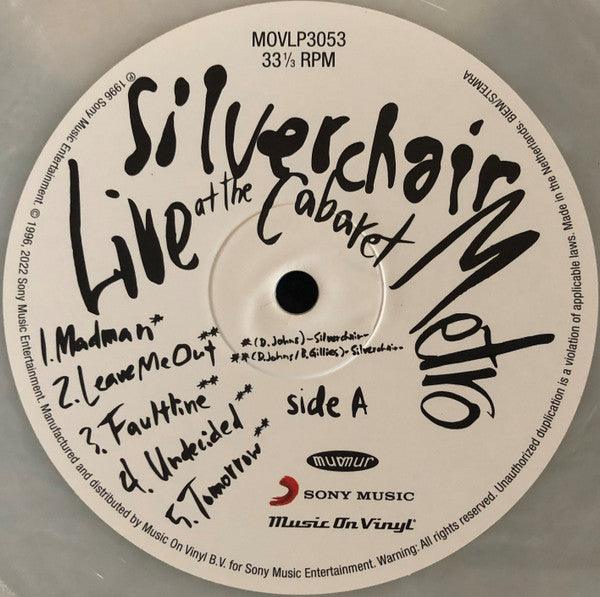 MOVLP3053
33⅓ RPM
silverchair
Live at the Cabaret Metro
1. Madman*
2. Leave Me Out**
3. Faultline**
4. Undecided**
5. Tomorrow**
*(D. Johns)-Silverchair-
**(D. Johns/B. Gillies)-Silverchair-
side A
murmur
SONY MUSIC
Music On Vinyl
℗ 1996 Sony Music Entertainment. © 1996, 2022 Sony Music Entertainment. Manufactured and distributed by Music On Vinyl B.V. for Sony Music Entertainment. Warning: All rights reserved. Unauthorized duplication is a violation of applicable laws. Made in the Netherlands. BIEM/STEMRA